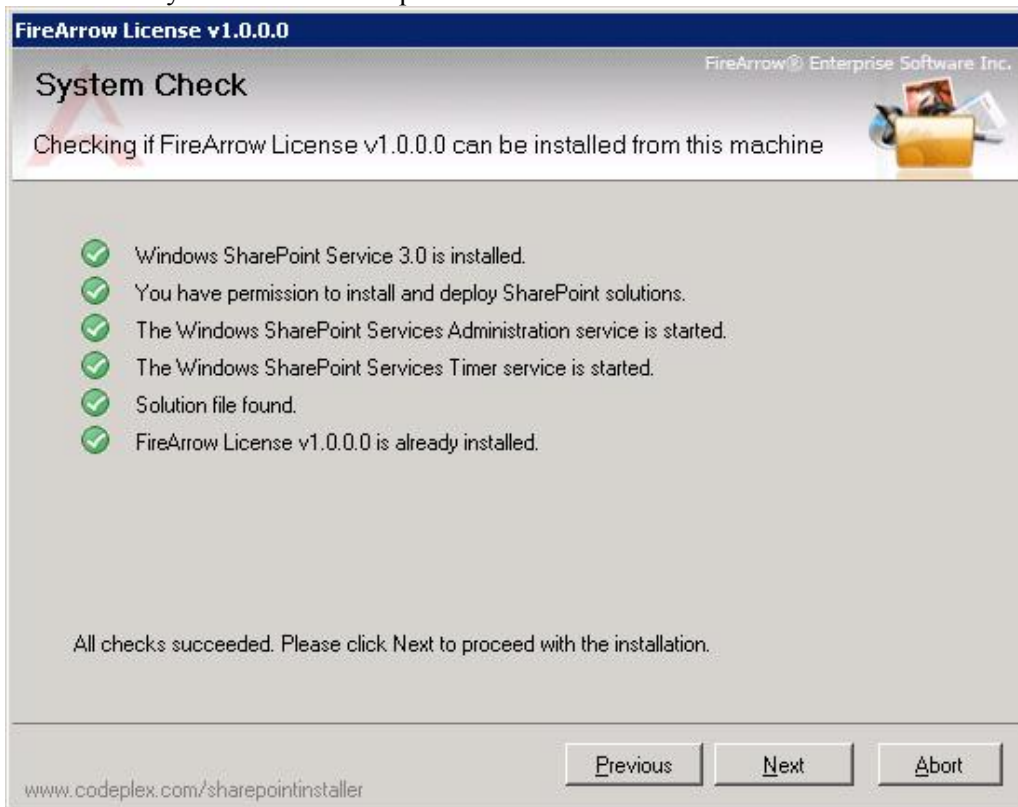 FireArrow License v1.0.0.0
FireArrow® Enterprise Software Inc.
System Check
Checking if FireArrow License v1.0.0.0 can be installed from this machine
Windows SharePoint Service 3.0 is installed.
You have permission to install and deploy SharePoint solutions.
The Windows SharePoint Services Administration service is started.
The Windows SharePoint Services Timer service is started.
Solution file found.
FireArrow License v1.0.0.0 is already installed.
All checks succeeded. Please click Next to proceed with the installation.
Previous Next Abort
www.codeplex.com/sharepointinstaller